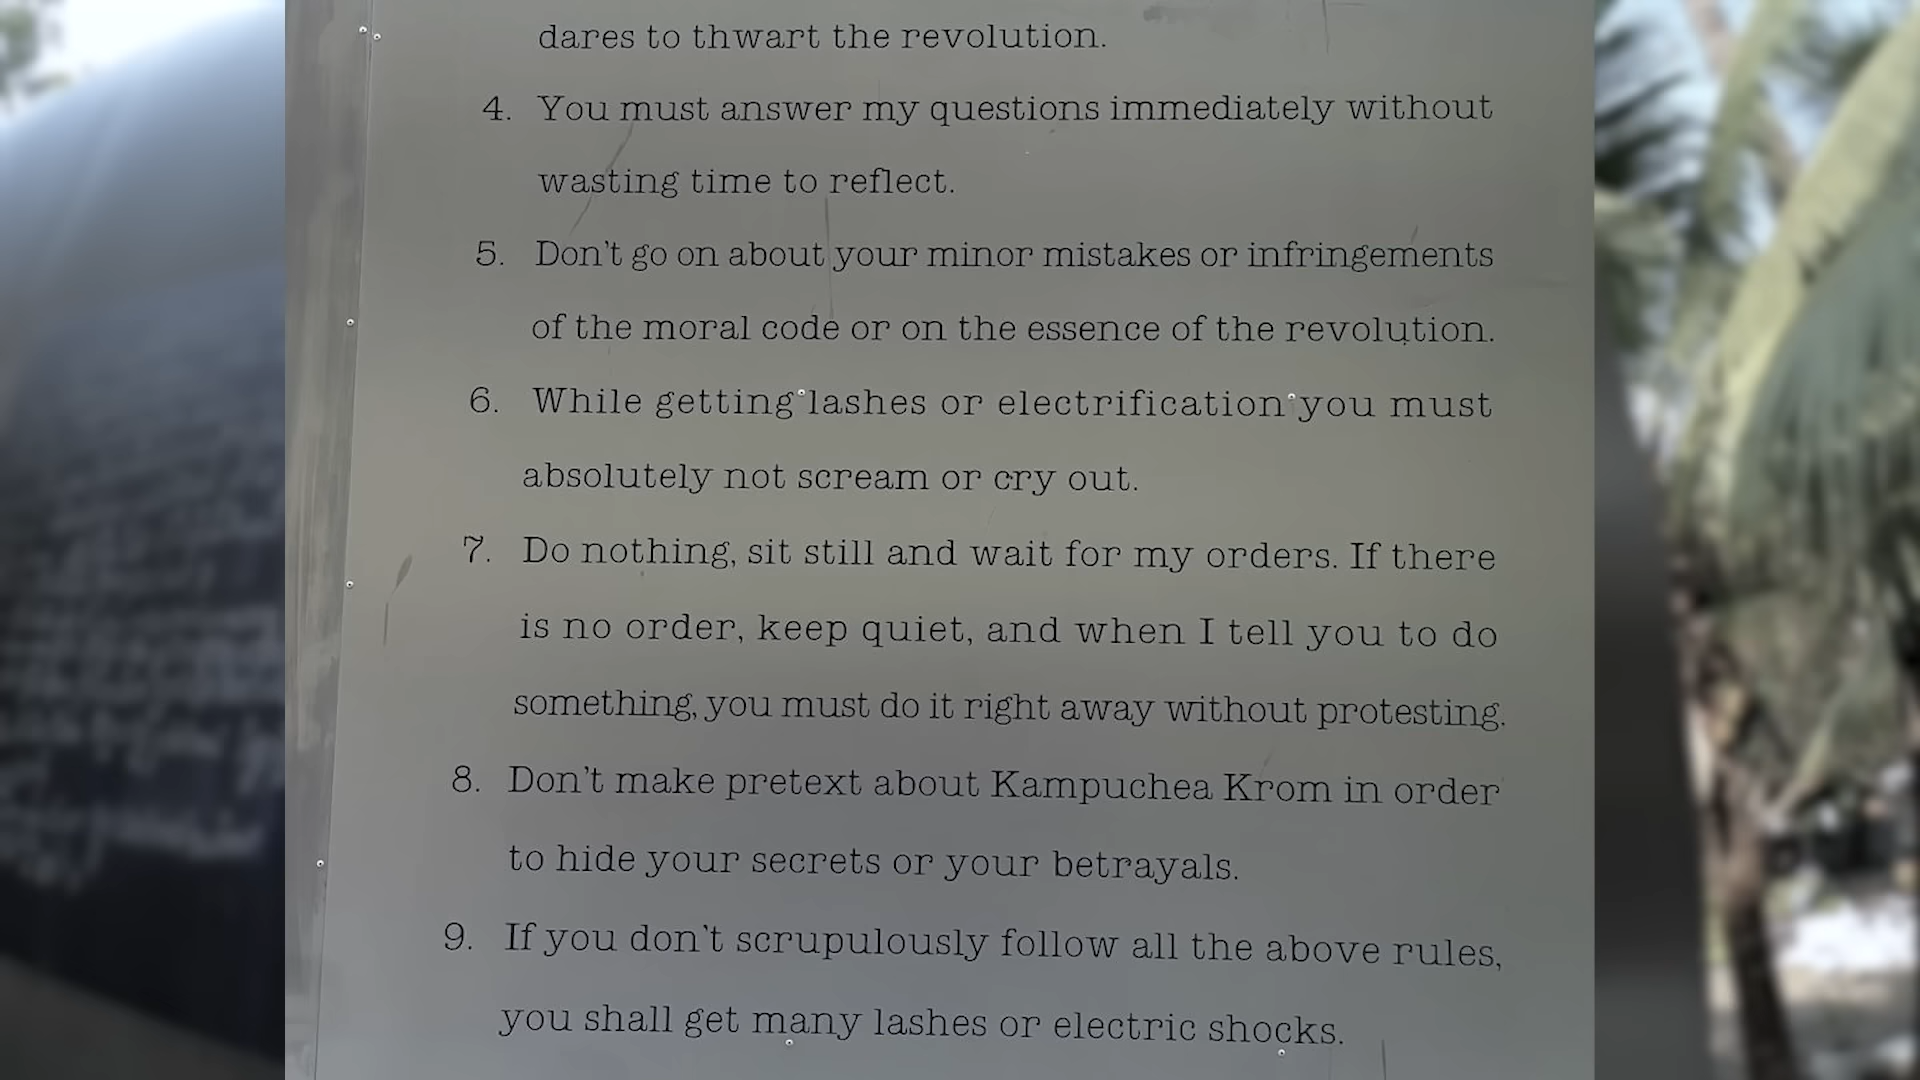 dares to thwart the revolution.
4. You must answer my questions immediately without
wasting time to reflect.
5. Don't go on about your minor mistakes or infringements
of the moral code or on the essence of the revolution.
6. While getting lashes or electrification you must
absolutely not scream or cry out.
7. Do nothing, sit still and wait for my orders. If there
is no order, keep quiet, and when I tell you to do
something, you must do it right away without protesting.
8. Don't make pretext about Kampuchea Krom in order
to hide your secrets or your betrayals.
9. If you don't scrupulously follow all the above rules,
you shall get many lashes or electric shocks.